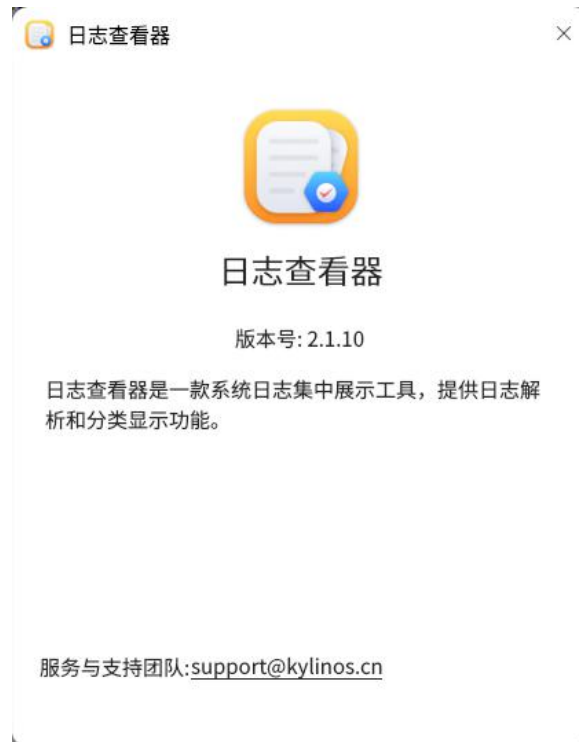 日志查看器
日志查看器
版本号: 2.1.10
日志查看器是一款系统日志集中展示工具，提供日志解
析和分类显示功能。
服务与支持团队:support@kylinos.cn